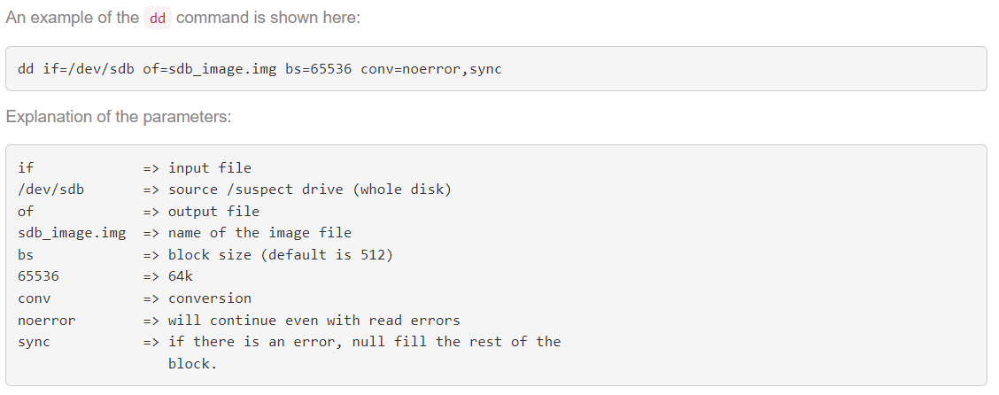 An example of the dd command is shown here:
dd if=/dev/sdb of=sdb_image.img bs=65536 conv=noerror,sync
Explanation of the parameters:
if             => input file
/dev/sdb       => source /suspect drive (whole disk)
of             => output file
sdb_image.img  => name of the image file
bs             => block size (default is 512)
65536          => 64k
conv           => conversion
noerror        => will continue even with read errors
sync           => if there is an error, null fill the rest of the
                  block.